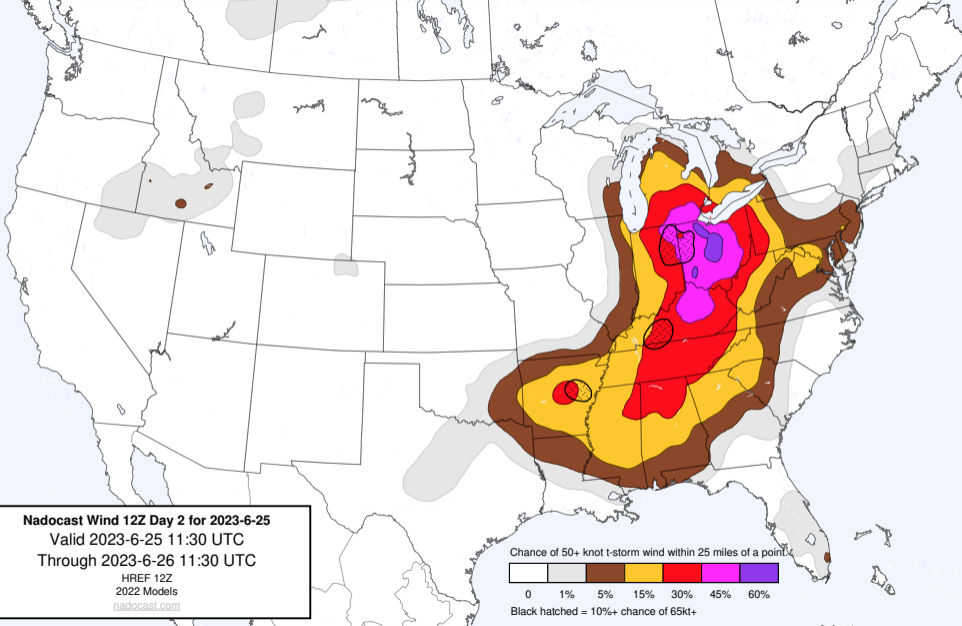 Nadocast Wind 12Z Day 2 for 2023-6-25
Valid 2023-6-25 11:30 UTC
Through 2023-6-26 11:30 UTC
HREF 12Z
2022 Models
nadocast.com
Chance of 50+ knot t-storm wind within 25 miles of a point.
0 1% 5% 15% 30% 45% 60%
Black hatched = 10%+ chance of 65kt+